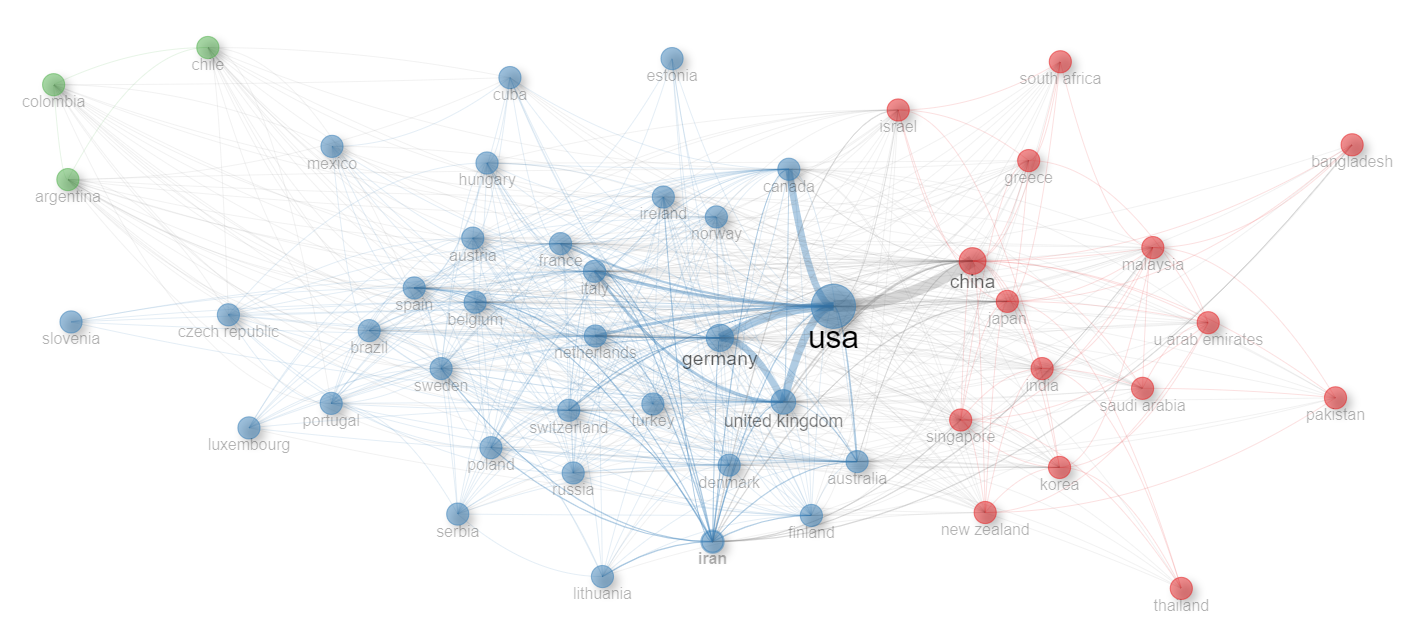 chile
estonia
cuba
south africa
colombia
israel
mexico
bangladesh
hungary
greece
canada
argentina
ireland
norway
austria
france
malaysia
italy
china
spain
belgium
japan
slovenia
czech republic
usa
brazil
netherlands
germany
u arab emirates
sweden
india
saudi arabia
portugal
switzerland
turkey
united kingdom
pakistan
luxembourg
singapore
poland
russia
denmark
australia
korea
serbia
finland
new zealand
iran
lithuania
thailand